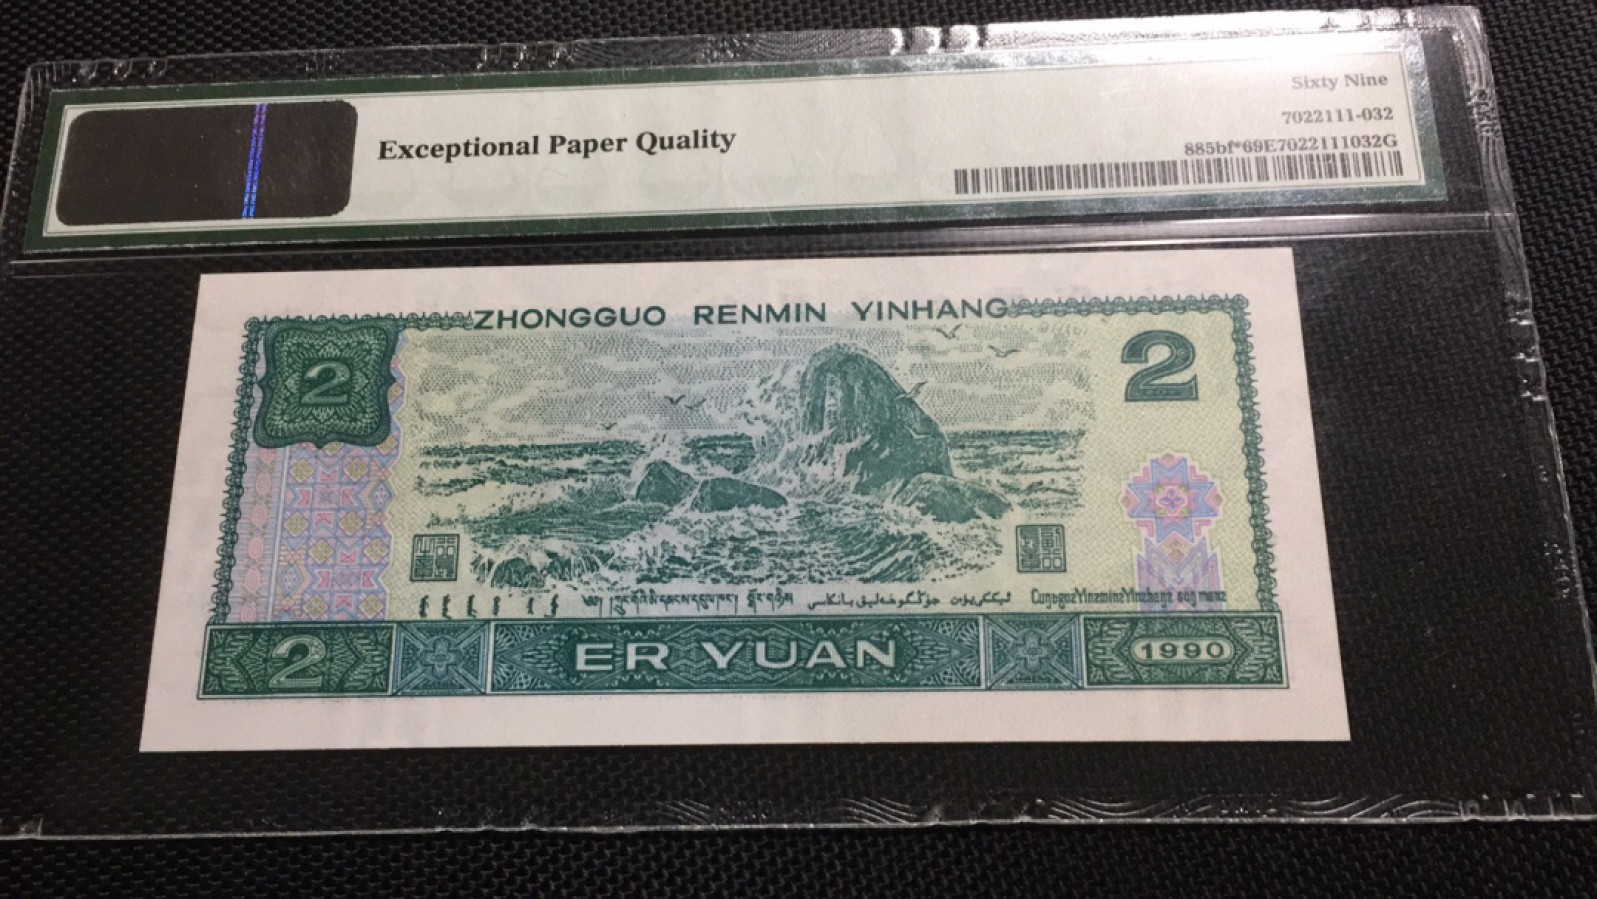 Sixty Nine
7022111-032
Exceptional Paper Quality
885bf*69E7022111032G
ZHONGGUO RENMIN YINHANG
2
2
2 ER YUAN 1990